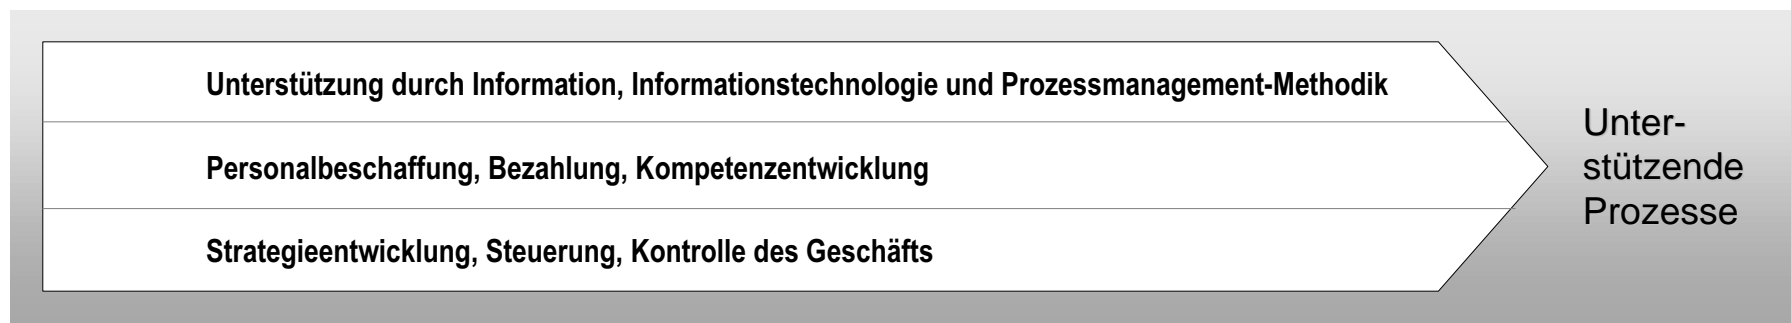 Unterstützung durch Information, Informationstechnologie und Prozessmanagement-Methodik
Personalbeschaffung, Bezahlung, Kompetenzentwicklung
Strategieentwicklung, Steuerung, Kontrolle des Geschäfts
Unter-
stützende
Prozesse